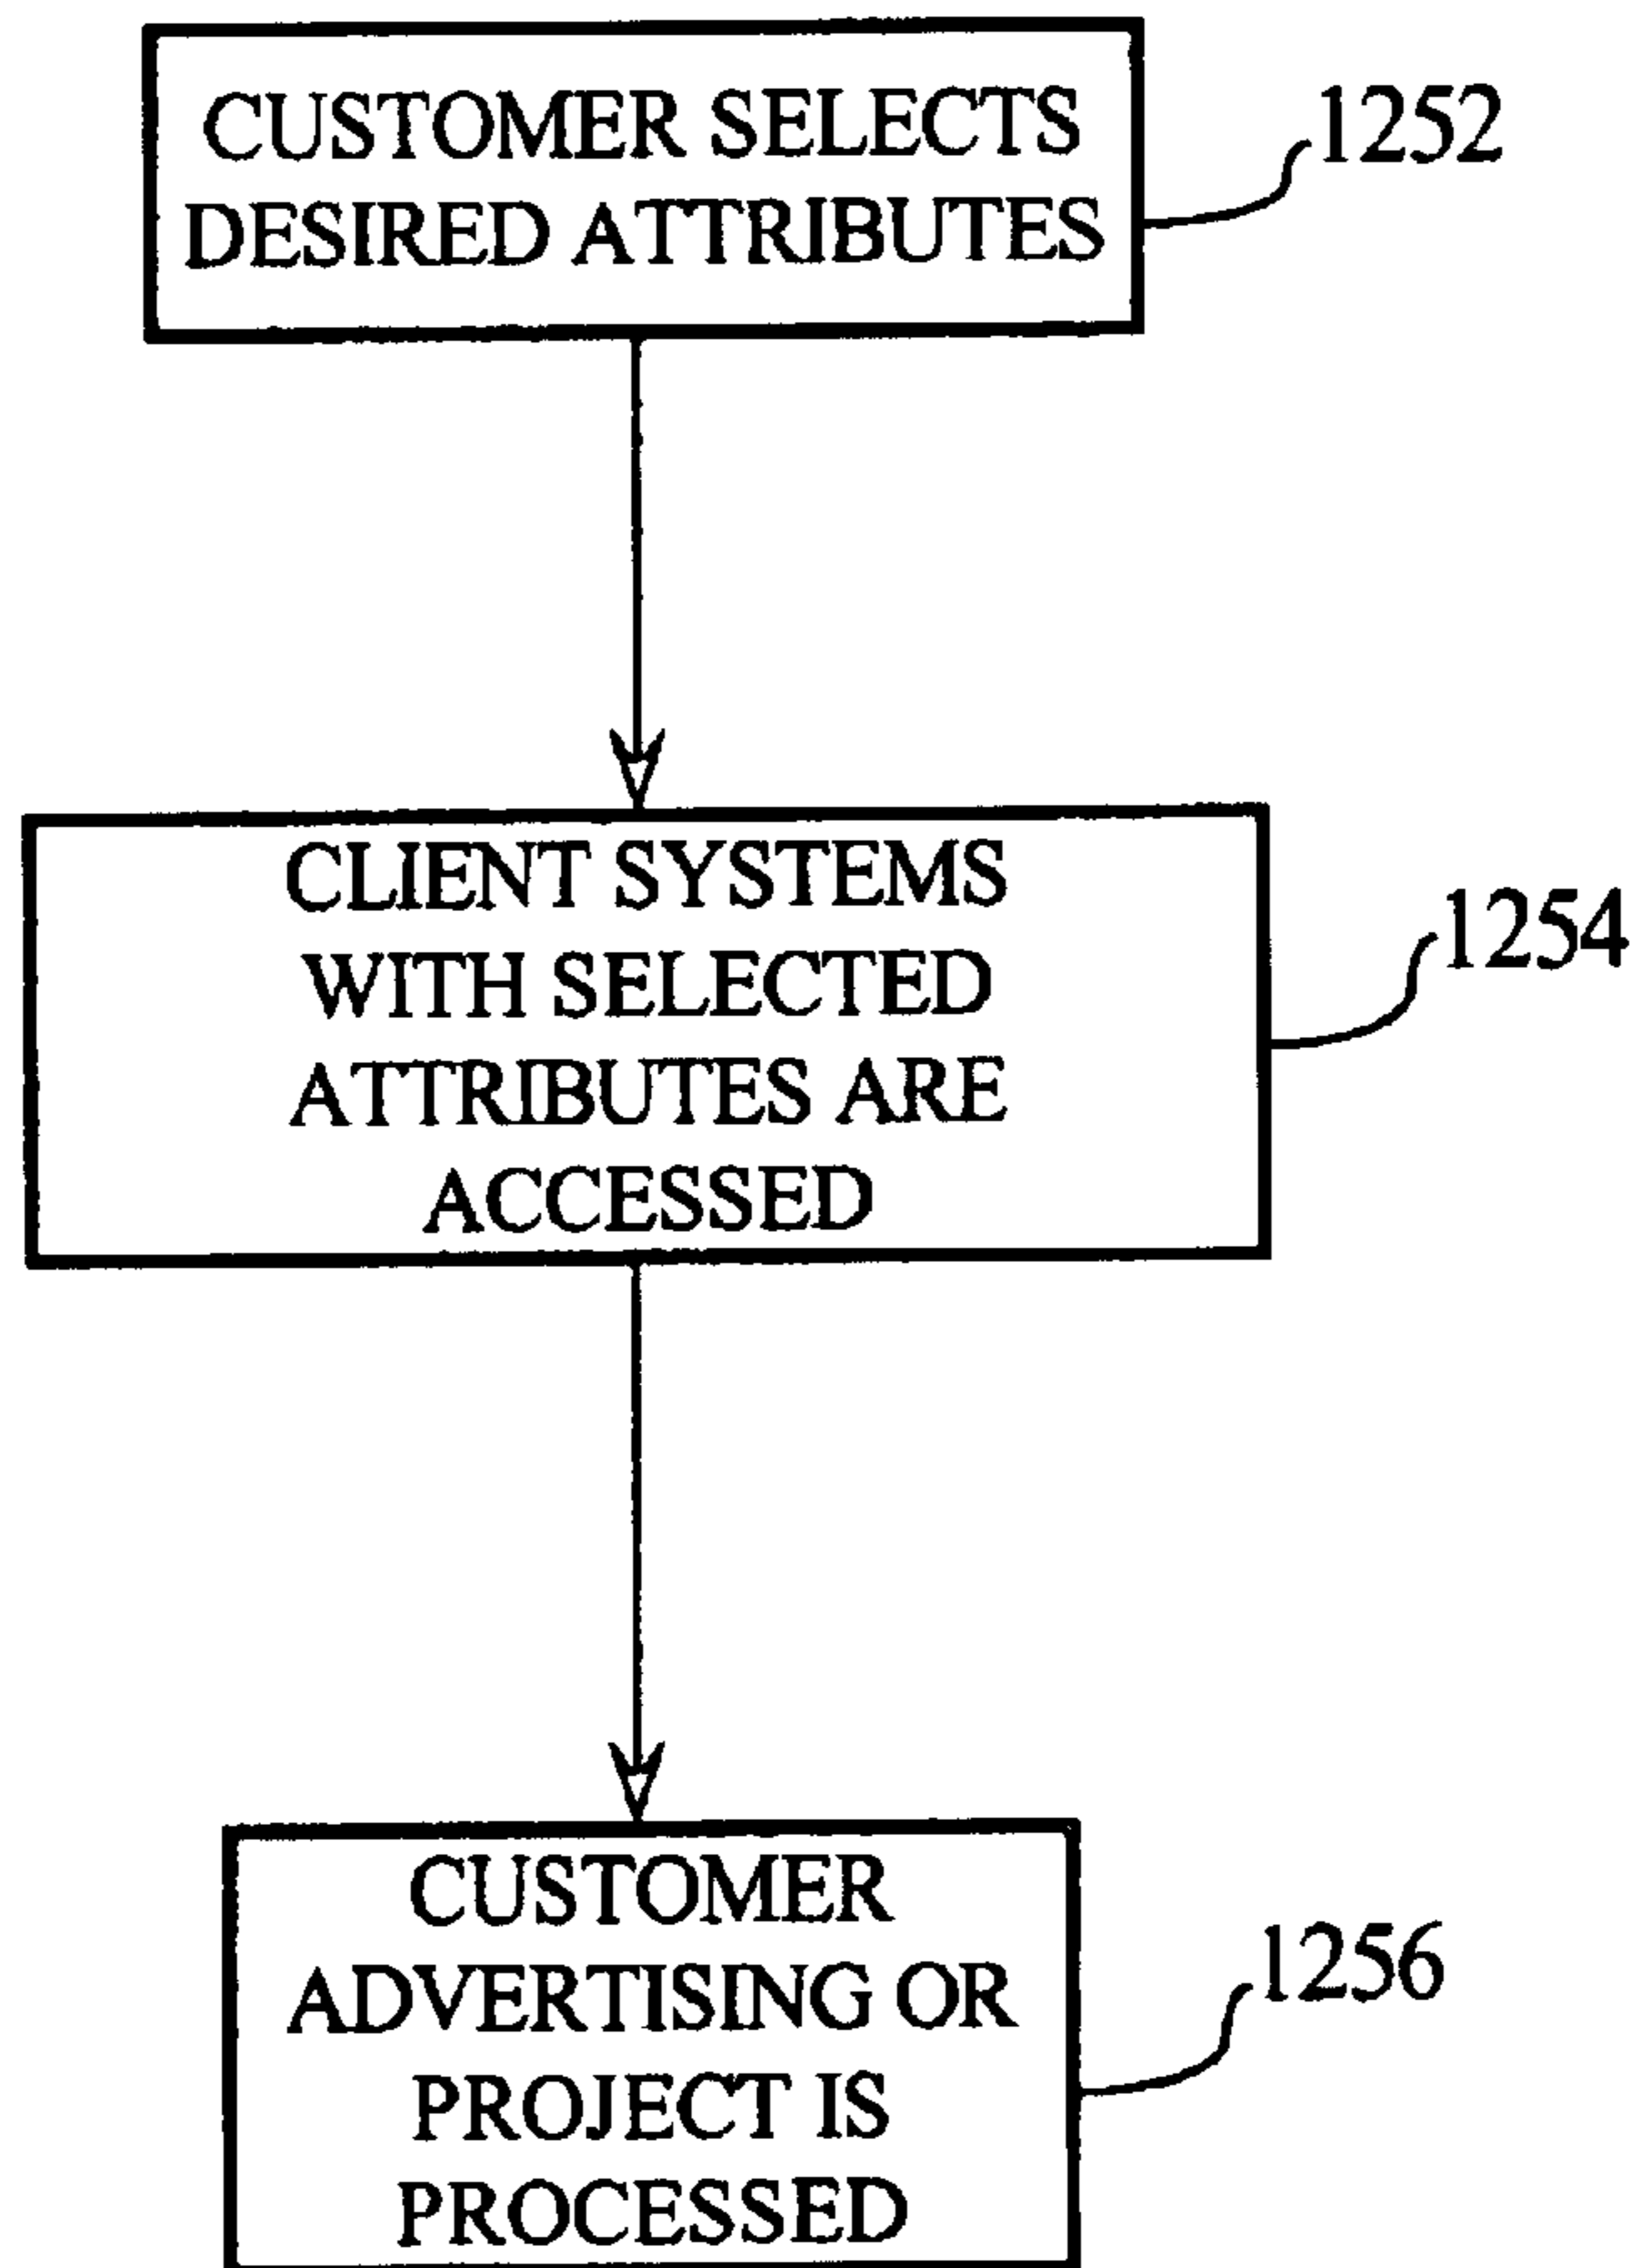 CUSTOMER SELECTS
DESIRED ATTRIBUTES
1252
CLIENT SYSTEMS
WITH SELECTED
ATTRIBUTES ARE
ACCESSED
1254
CUSTOMER
ADVERTISING OR
PROJECT IS
PROCESSED
1256